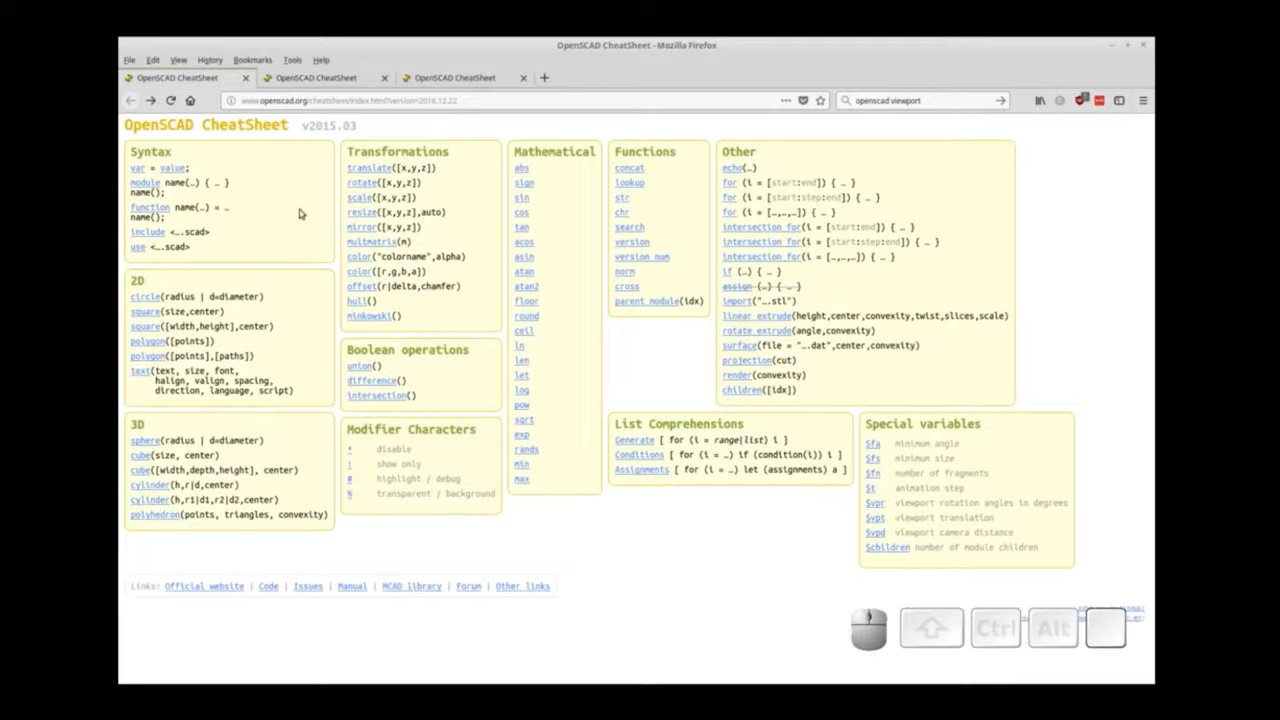 OpenSCAD CheatSheet - Mozilla Firefox
File Edit View History Bookmarks Tools Help
OpenSCAD CheatSheet × OpenSCAD CheatSheet × OpenSCAD CheatSheet × +
www.openscad.org/cheatsheet/index.html?version=2016.12.22
openscad viewport
OpenSCAD CheatSheet v2015.03
Syntax
var = value;
module name(…) { … }
name();
function name(…) = …
name();
include <….scad>
use <….scad>
2D
circle(radius | d=diameter)
square(size,center)
square([width,height],center)
polygon([points])
polygon([points],[paths])
text(text, size, font,
halign, valign, spacing,
direction, language, script)
3D
sphere(radius | d=diameter)
cube(size, center)
cube([width,depth,height], center)
cylinder(h,r|d,center)
cylinder(h,r1|d1,r2|d2,center)
polyhedron(points, triangles, convexity)
Transformations
translate([x,y,z])
rotate([x,y,z])
scale([x,y,z])
resize([x,y,z],auto)
mirror([x,y,z])
multmatrix(m)
color("colorname",alpha)
color([r,g,b,a])
offset(r|delta,chamfer)
hull()
minkowski()
Boolean operations
union()
difference()
intersection()
Modifier Characters
* disable
! show only
# highlight / debug
% transparent / background
Mathematical
abs
sign
sin
cos
tan
acos
asin
atan
atan2
floor
round
ceil
ln
len
let
log
pow
sqrt
exp
rands
min
max
Functions
concat
lookup
str
chr
search
version
version_num
norm
cross
parent_module(idx)
Other
echo(…)
for (i = [start:end]) { … }
for (i = [start:step:end]) { … }
for (i = […,…,…]) { … }
intersection_for(i = [start:end]) { … }
intersection_for(i = [start:step:end]) { … }
intersection_for(i = […,…,…]) { … }
if (…) { … }
assign (…) { … }
import("….stl")
linear_extrude(height,center,convexity,twist,slices,scale)
rotate_extrude(angle,convexity)
surface(file = "….dat",center,convexity)
projection(cut)
render(convexity)
children([idx])
List Comprehensions
Generate [ for (i = range|list) i ]
Conditions [ for (i = …) if (condition(i)) i ]
Assignments [ for (i = …) let (assignments) a ]
Special variables
$fa minimum angle
$fs minimum size
$fn number of fragments
$t animation step
$vpr viewport rotation angles in degrees
$vpt viewport translation
$vpd viewport camera distance
$children number of module children
Links: Official website | Code | Issues | Manual | MCAD library | Forum | Other links
Ctrl Alt